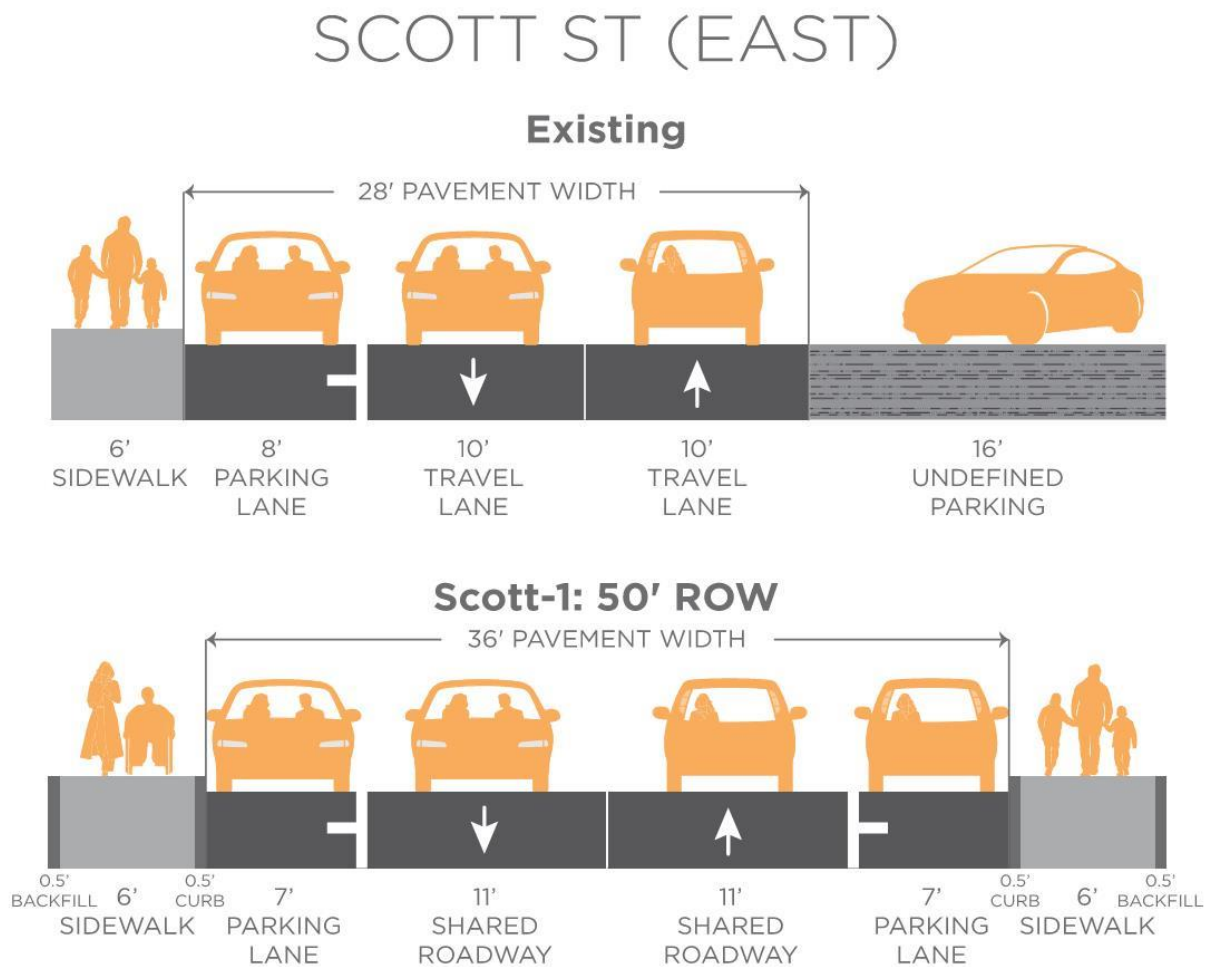 SCOTT ST (EAST)
Existing
28' PAVEMENT WIDTH
6’ 8’ 10’ 10’ 16’
SIDEWALK PARKING TRAVEL TRAVEL UNDEFINED
LANE LANE LANE PARKING
Scott-1: 50' ROW
36' PAVEMENT WIDTH
0.5’ 6’ 0.5’ 7’ 11’ 11’ 7’ 0.5’ 6’ 0.5’
BACKFILL CURB CURB BACKFILL
SIDEWALK PARKING SHARED SHARED PARKING SIDEWALK
LANE ROADWAY ROADWAY LANE